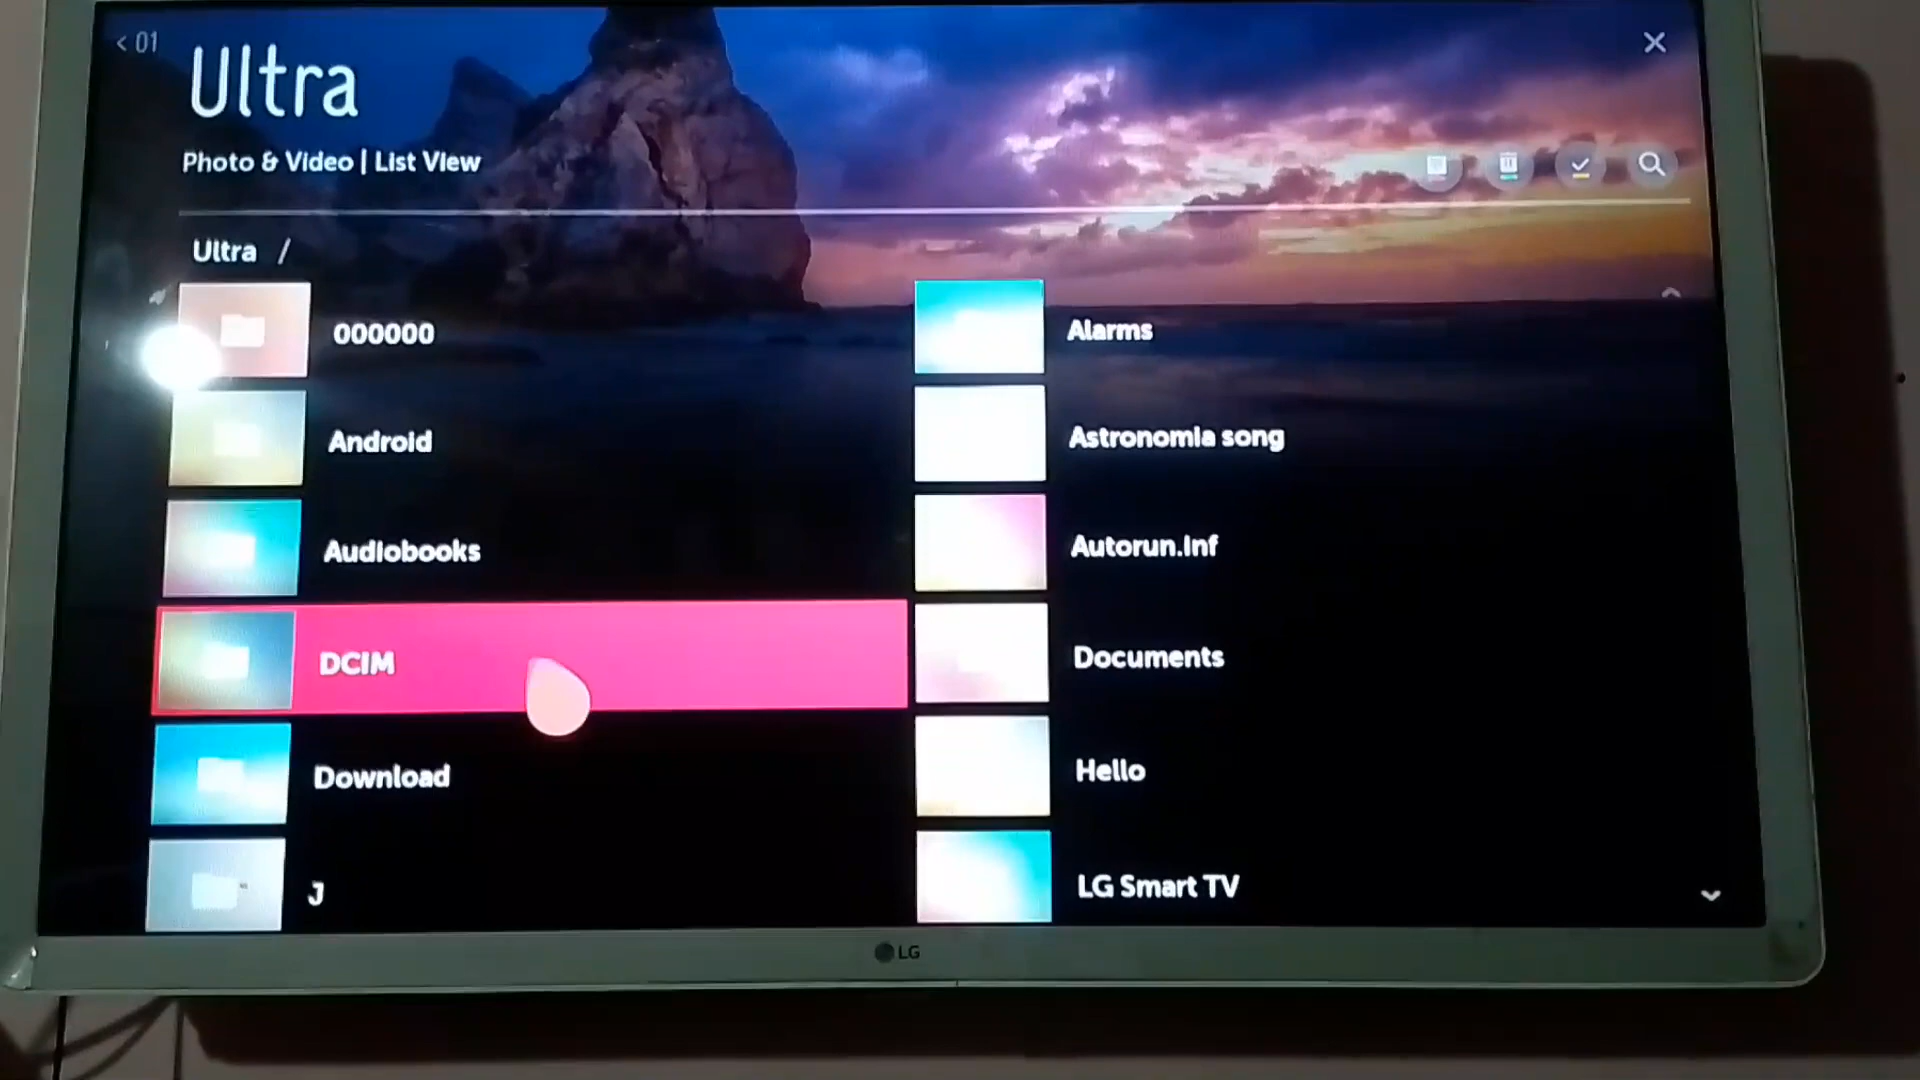 < 01
Ultra
Photo & Video | List View
Ultra /
000000
Alarms
Android
Astronomia song
Audiobooks
Autorun.inf
DCIM
Documents
Download
Hello
J
LG Smart TV
LG